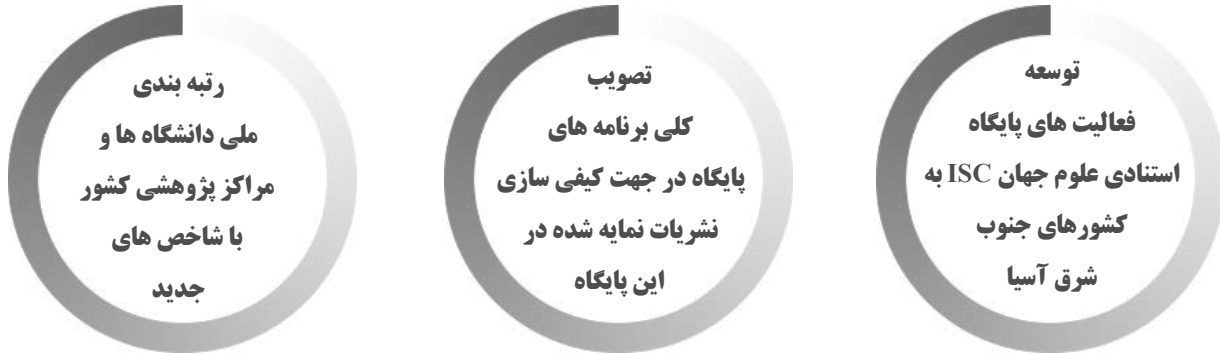 توسعه
فعالیت های پایگاه
استنادی علوم جهان ISC به
کشورهای جنوب
شرق آسیا
تصویب
کلی برنامه های
پایگاه در جهت کیفی سازی
نشریات نمایه شده در
این پایگاه
رتبه بندی
ملی دانشگاه ها و
مراکز پژوهشی کشور
با شاخص های
جدید